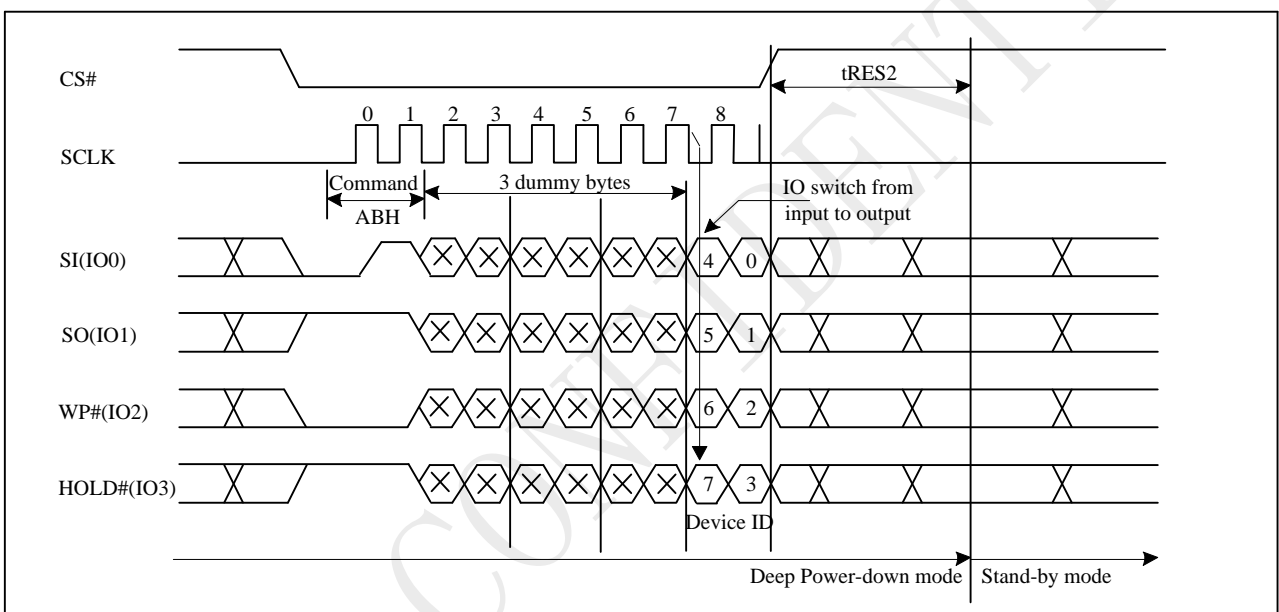 CS#
tRES2
0 1 2 3 4 5 6 7 8
SCLK
Command
ABH
3 dummy bytes
IO switch from
input to output
SI(IO0)
4 0
SO(IO1)
5 1
WP#(IO2)
6 2
HOLD#(IO3)
7 3
Device ID
Deep Power-down mode
Stand-by mode
CONFIDENTI